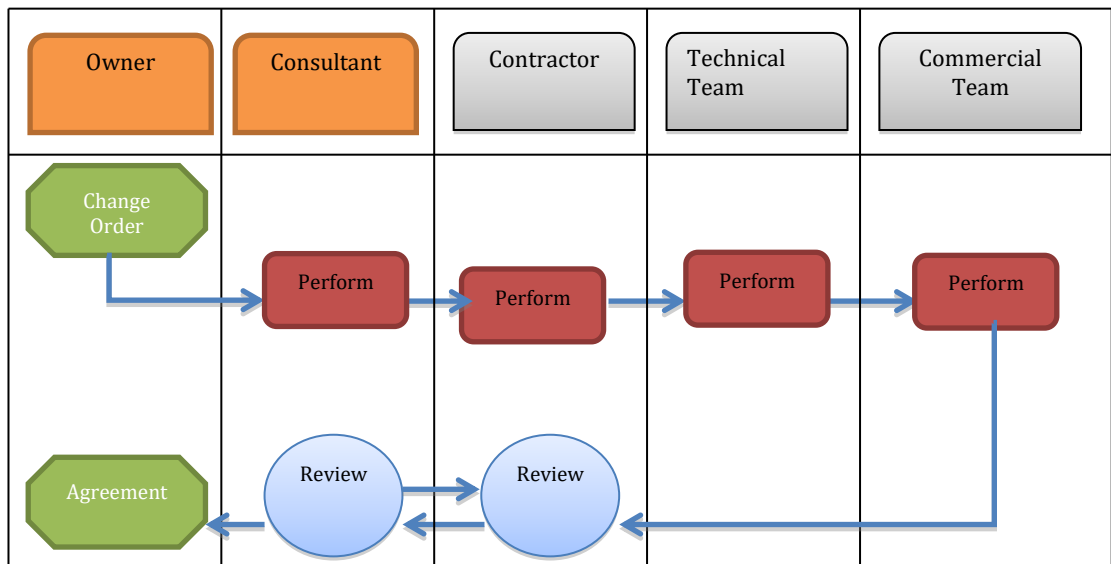 Owner
Consultant
Contractor
Technical
Team
Commercial
Team
Change
Order
Perform
Perform
Perform
Perform
Agreement
Review
Review